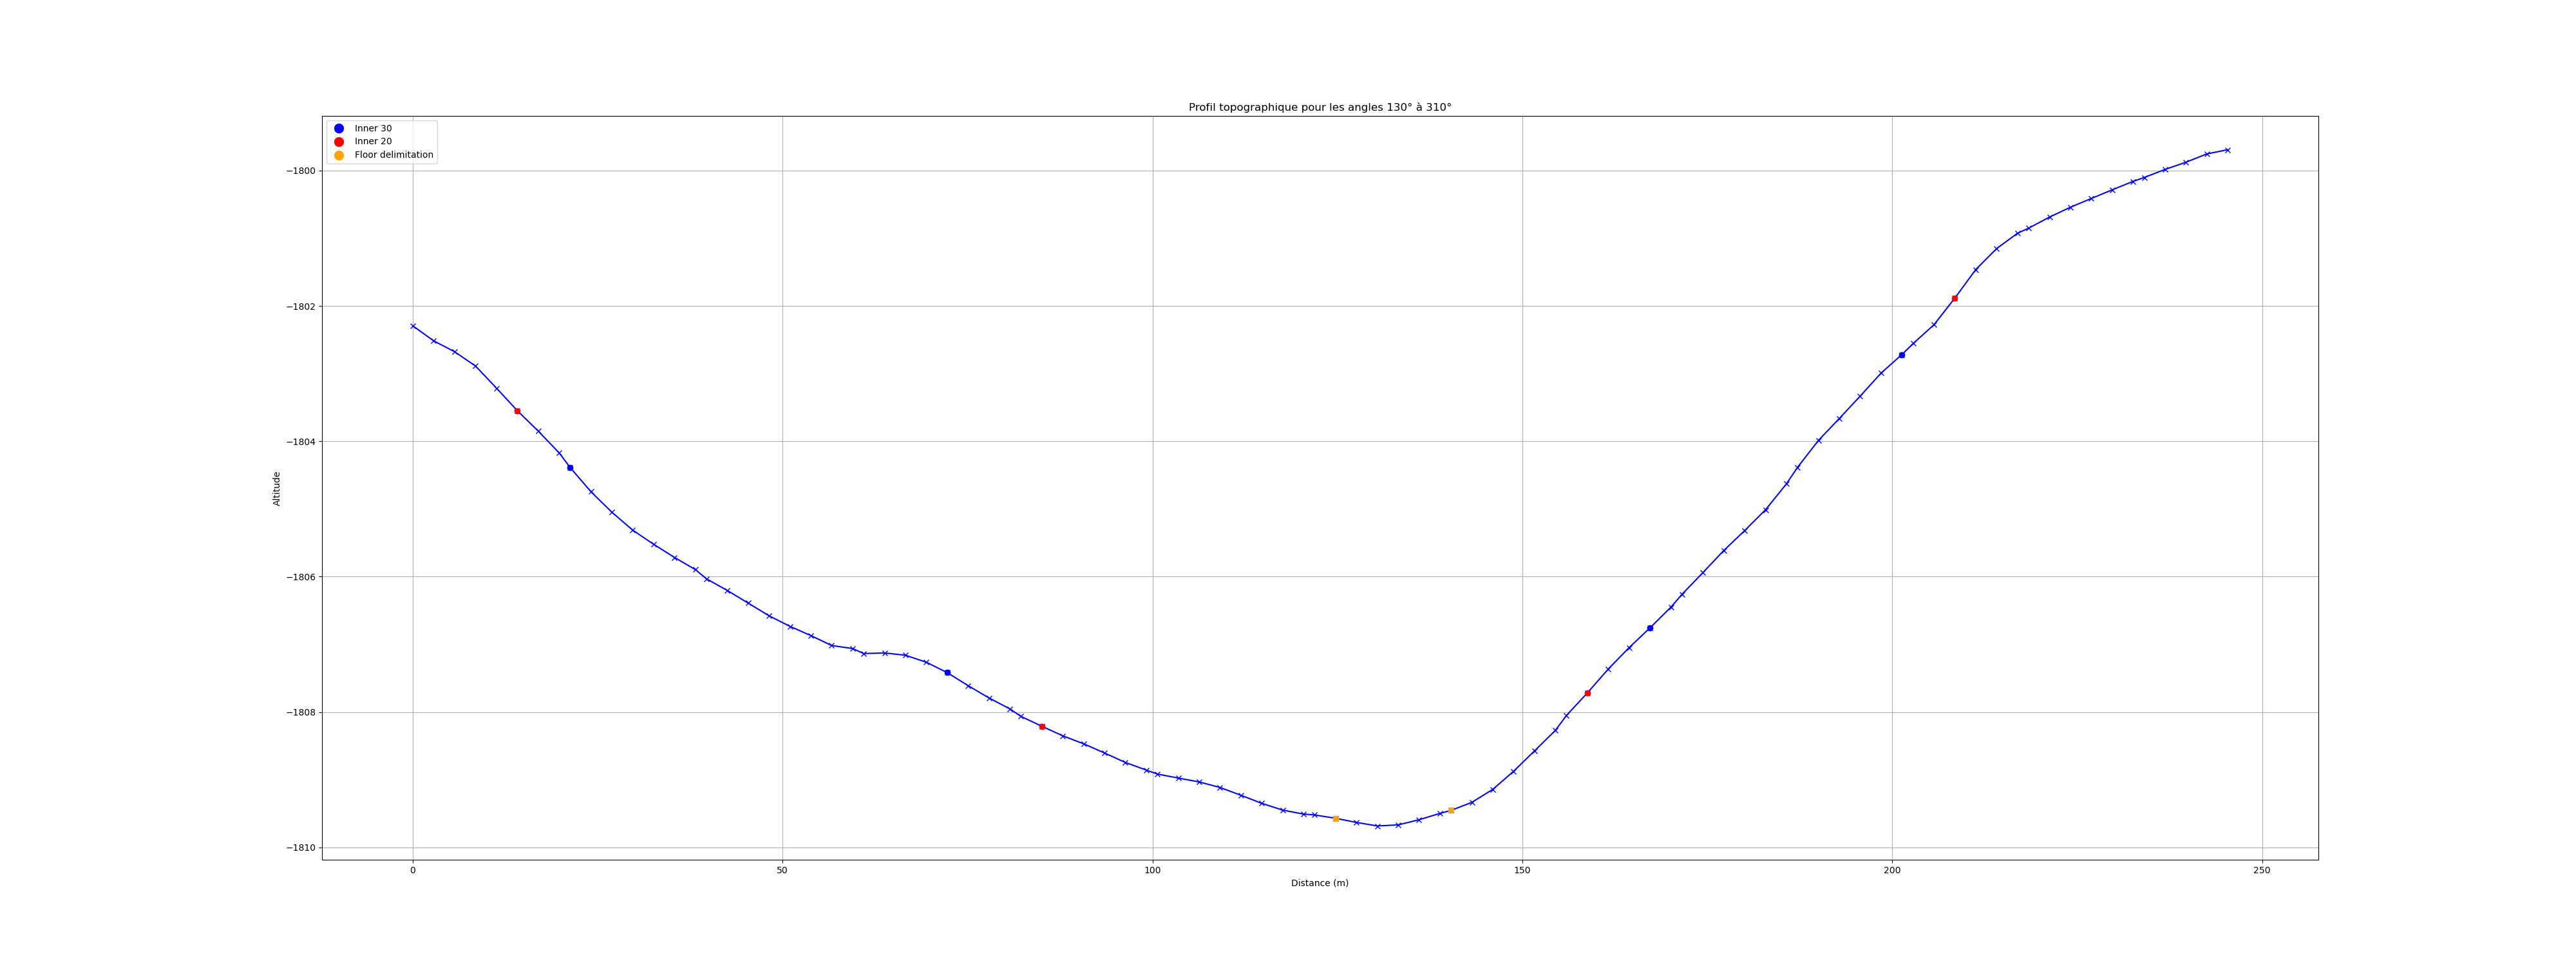 Profil topographique pour les angles 130° à 310°
Inner 30
Inner 20
Floor delimitation
Altitude
−1800
−1802
−1804
−1806
−1808
−1810
0 50 100 150 200 250
Distance (m)